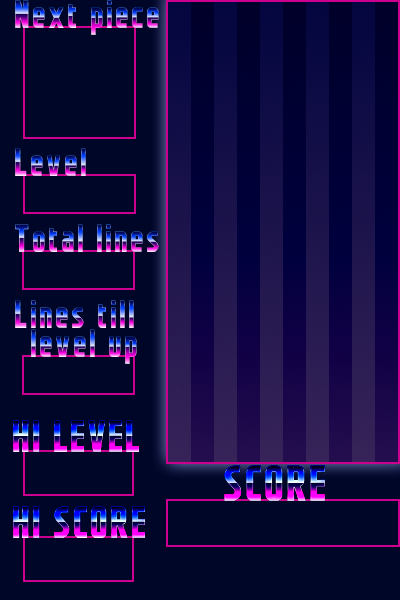 Next piece
Level
Total lines
Lines till
level up
HI LEVEL
HI SCORE
SCORE